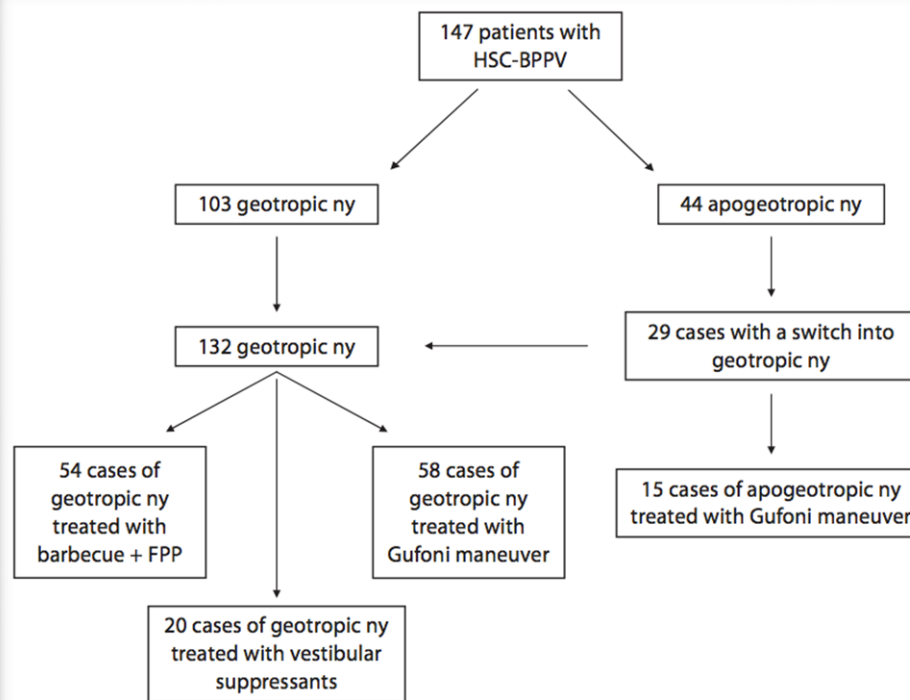 147 patients with
HSC-BPPV
103 geotropic ny
44 apogeotropic ny
132 geotropic ny
29 cases with a switch into
geotropic ny
54 cases of
geotropic ny
treated with
barbecue + FPP
58 cases of
geotropic ny
treated with
Gufoni maneuver
15 cases of apogeotropic ny
treated with Gufoni maneuver
20 cases of geotropic ny
treated with vestibular
suppressants